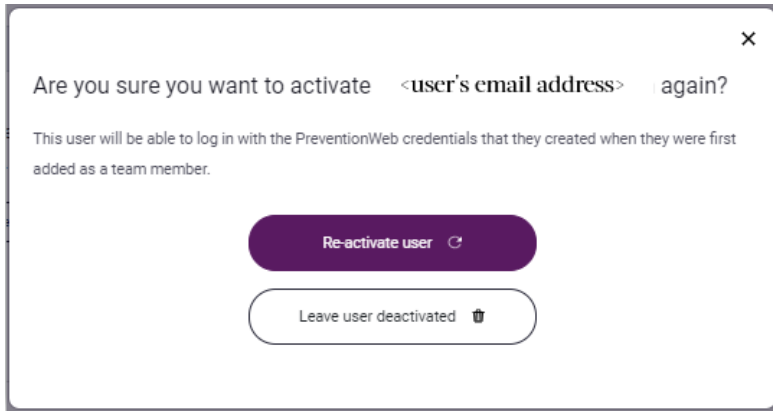 Are you sure you want to activate <user's email address> again?
This user will be able to log in with the PreventionWeb credentials that they created when they were first
added as a team member.
Re-activate user
Leave user deactivated